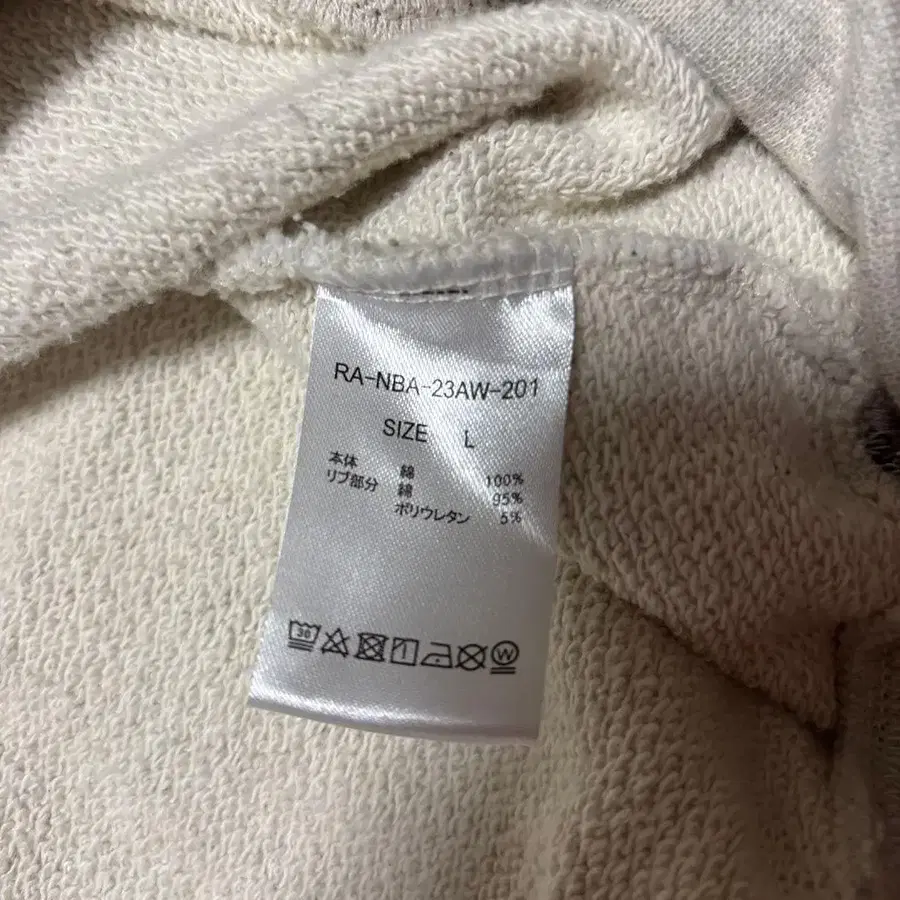 RA-NBA-23AW-201
SIZE L
本体 綿 100%
リブ部分 綿 95%
ポリウレタン 5%
30 W